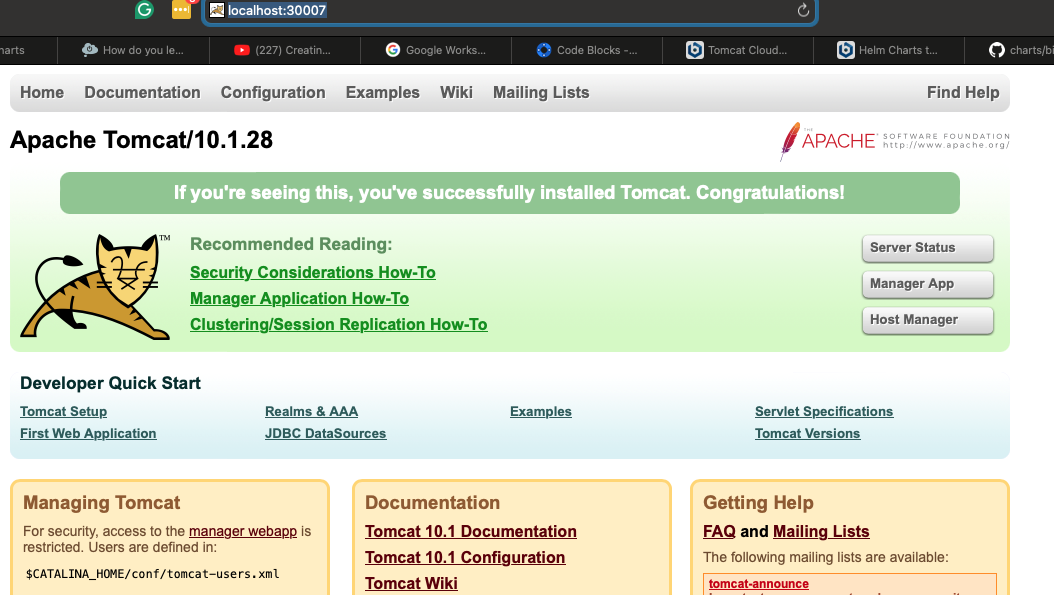 localhost:30007
arts
How do you le...
(227) Creatin...
Google Works...
Code Blocks -...
Tomcat Cloud...
Helm Charts t...
charts/bi
Home Documentation Configuration Examples Wiki Mailing Lists Find Help
Apache Tomcat/10.1.28
THE
APACHE
SOFTWARE FOUNDATION
http://www.apache.org/
If you're seeing this, you've successfully installed Tomcat. Congratulations!
TM
Recommended Reading:
Security Considerations How-To
Manager Application How-To
Clustering/Session Replication How-To
Server Status
Manager App
Host Manager
Developer Quick Start
Tomcat Setup
First Web Application
Realms & AAA
JDBC DataSources
Examples
Servlet Specifications
Tomcat Versions
Managing Tomcat
For security, access to the manager webapp is
restricted. Users are defined in:
$CATALINA_HOME/conf/tomcat-users.xml
Documentation
Tomcat 10.1 Documentation
Tomcat 10.1 Configuration
Tomcat Wiki
Getting Help
FAQ and Mailing Lists
The following mailing lists are available:
tomcat-announce